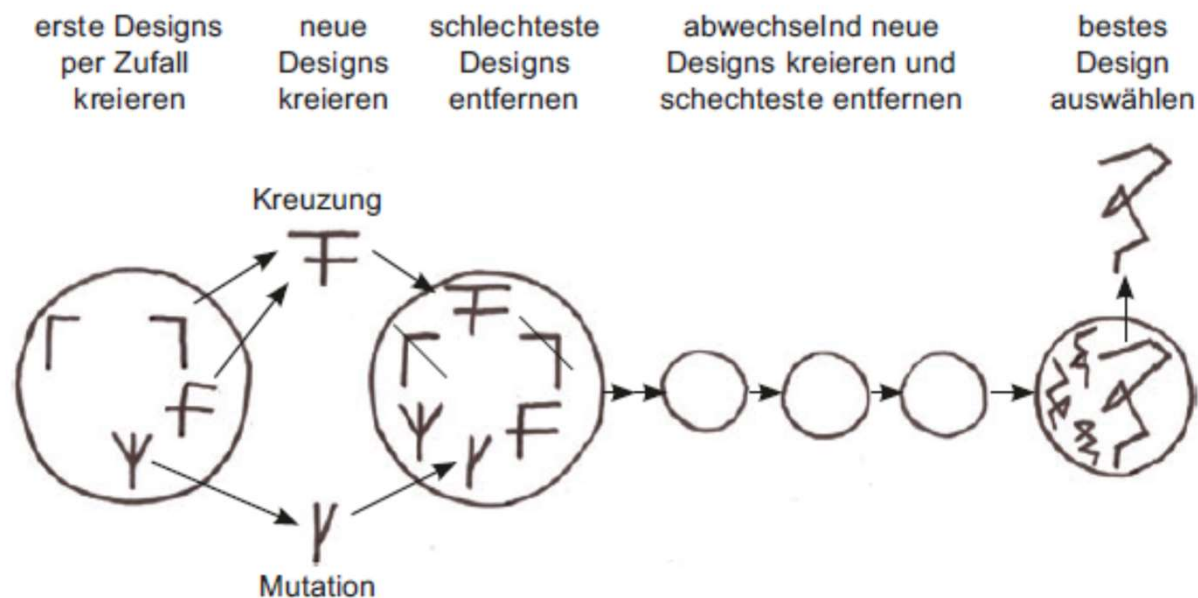 erste Designs
per Zufall
kreieren
neue
Designs
kreieren
schlechteste
Designs
entfernen
abwechselnd neue
Designs kreieren und
schechteste entfernen
bestes
Design
auswählen
Kreuzung
Mutation